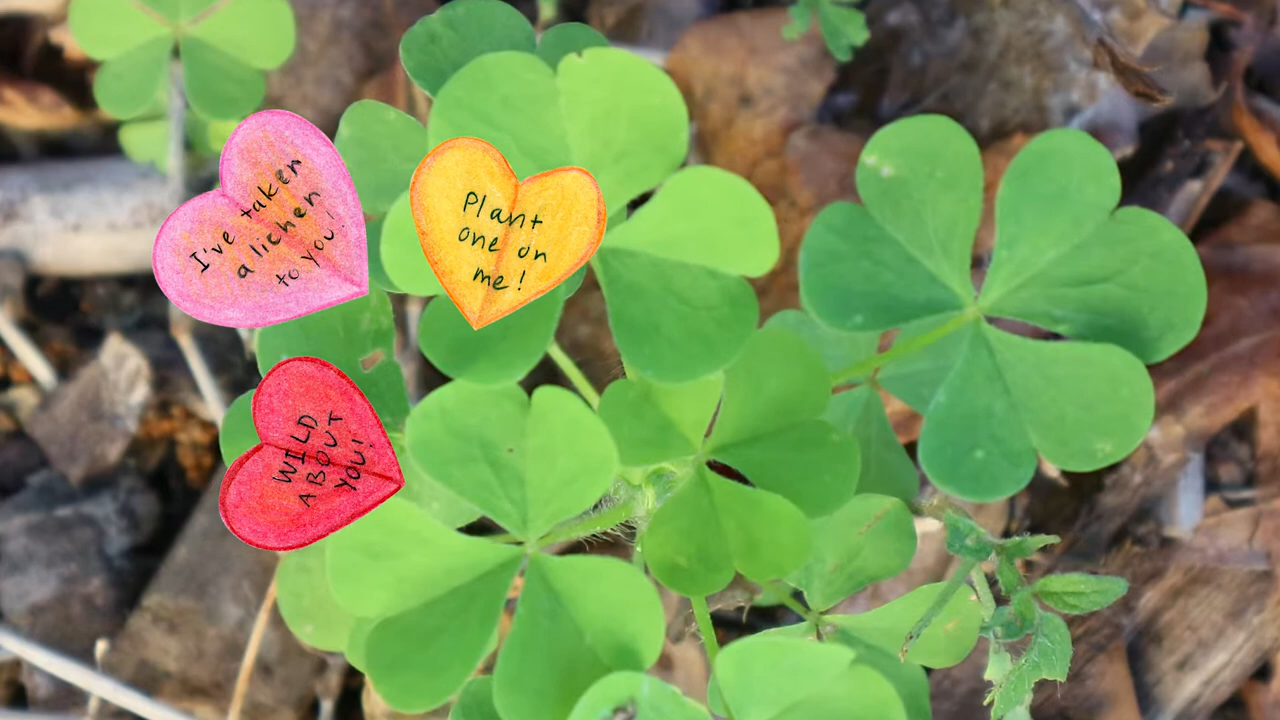 I've taken
a lichen
to you!
Plant
one on
me!
WILD
ABOUT
YOU!